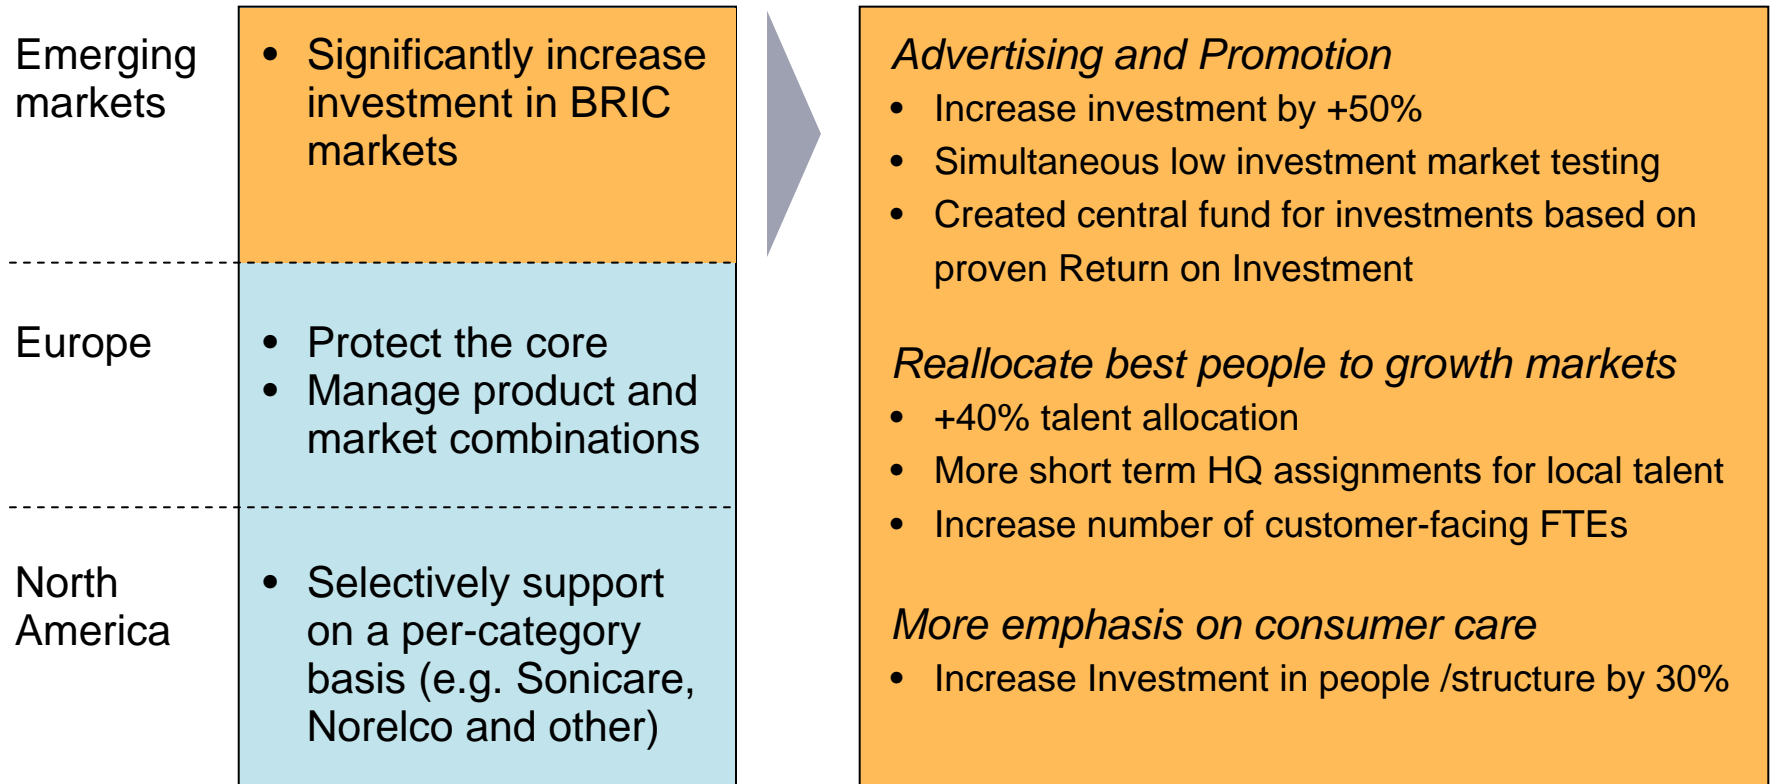 Emerging
markets
• Significantly increase
investment in BRIC
markets
Europe
• Protect the core
• Manage product and
market combinations
North
America
• Selectively support
on a per-category
basis (e.g. Sonicare,
Norelco and other)
Advertising and Promotion
• Increase investment by +50%
• Simultaneous low investment market testing
• Created central fund for investments based on
proven Return on Investment
Reallocate best people to growth markets
• +40% talent allocation
• More short term HQ assignments for local talent
• Increase number of customer-facing FTEs
More emphasis on consumer care
• Increase Investment in people /structure by 30%